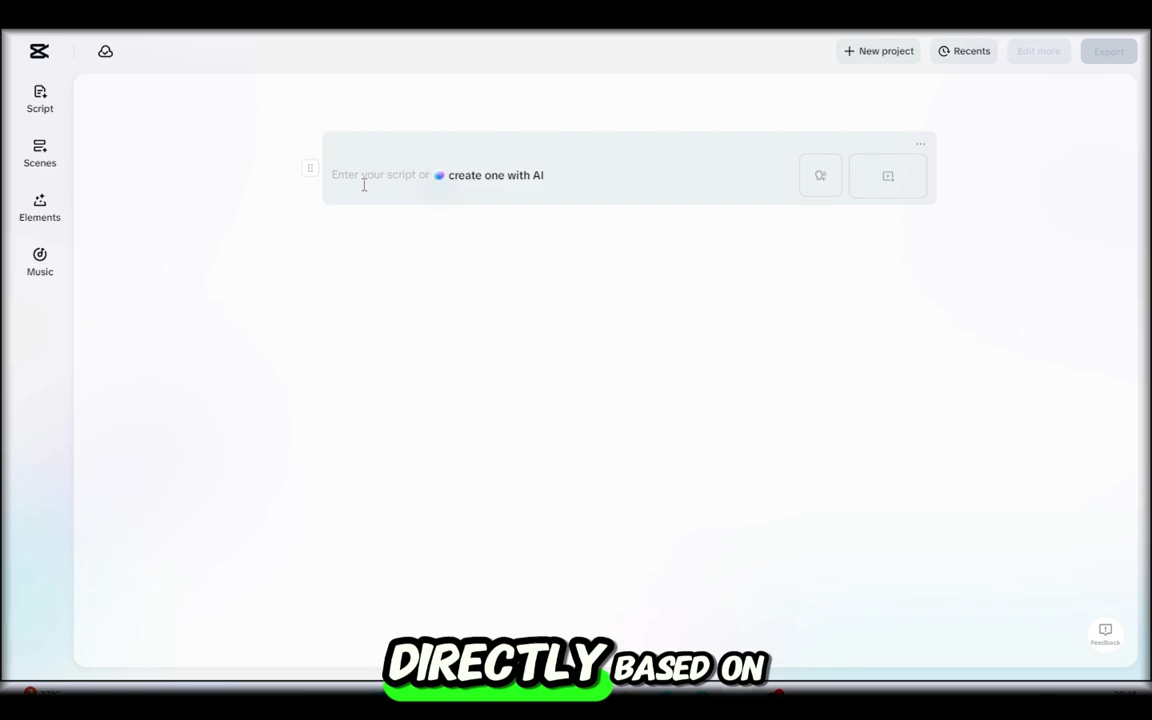 New project
Recents
Edit more
Export
Script
Scenes
Elements
Music
Enter your script or create one with AI
Feedback
DIRECTLY BASED ON